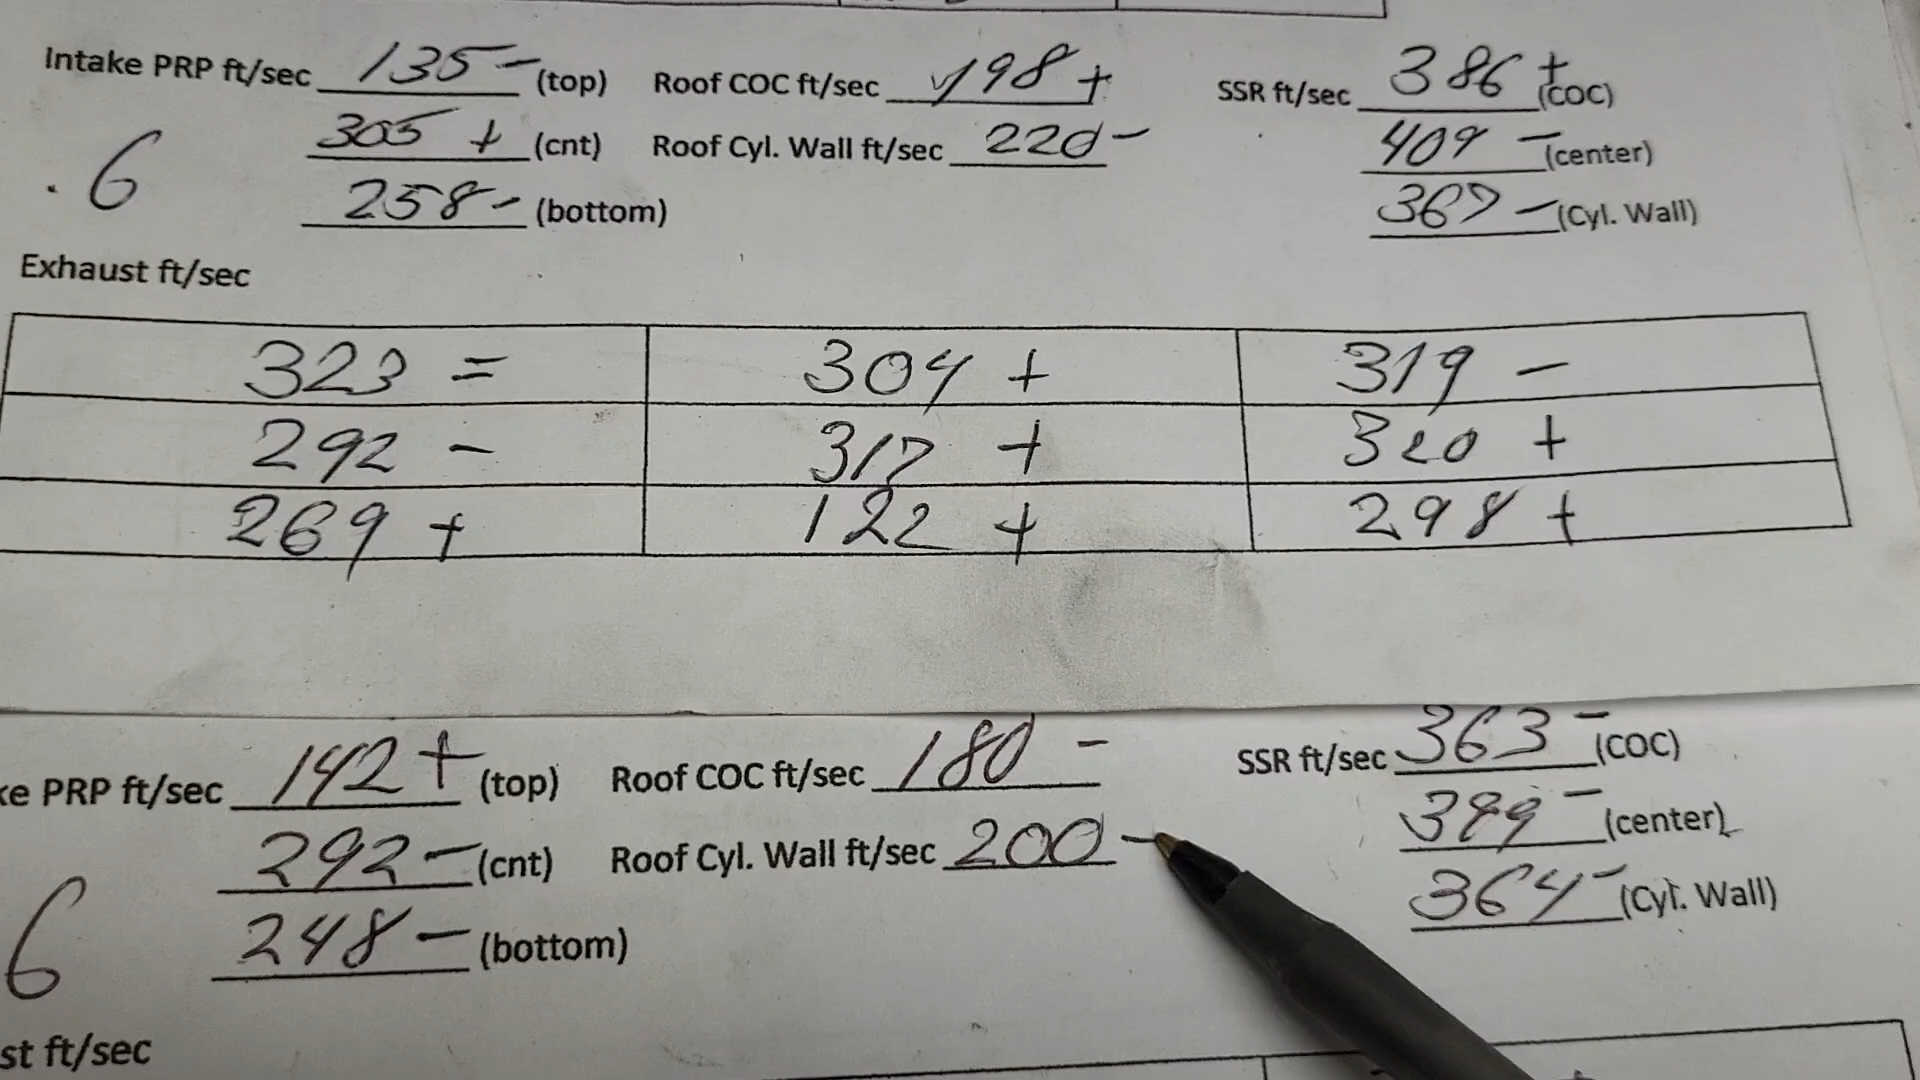 Intake PRP ft/sec 135 - (top) Roof COC ft/sec 198 + SSR ft/sec 386 + (COC)
305 + (cnt) Roof Cyl. Wall ft/sec 220 - 409 - (center)
.6 258 - (bottom) 367 - (Cyl. Wall)
Exhaust ft/sec
323 = 304 + 319 -
292 - 317 + 320 +
269 + 122 + 298 +
ke PRP ft/sec 142 + (top) Roof COC ft/sec 180 - SSR ft/sec 363 - (COC)
292 - (cnt) Roof Cyl. Wall ft/sec 200 - 389 - (center)
6 248 - (bottom) 364 - (Cyl. Wall)
st ft/sec